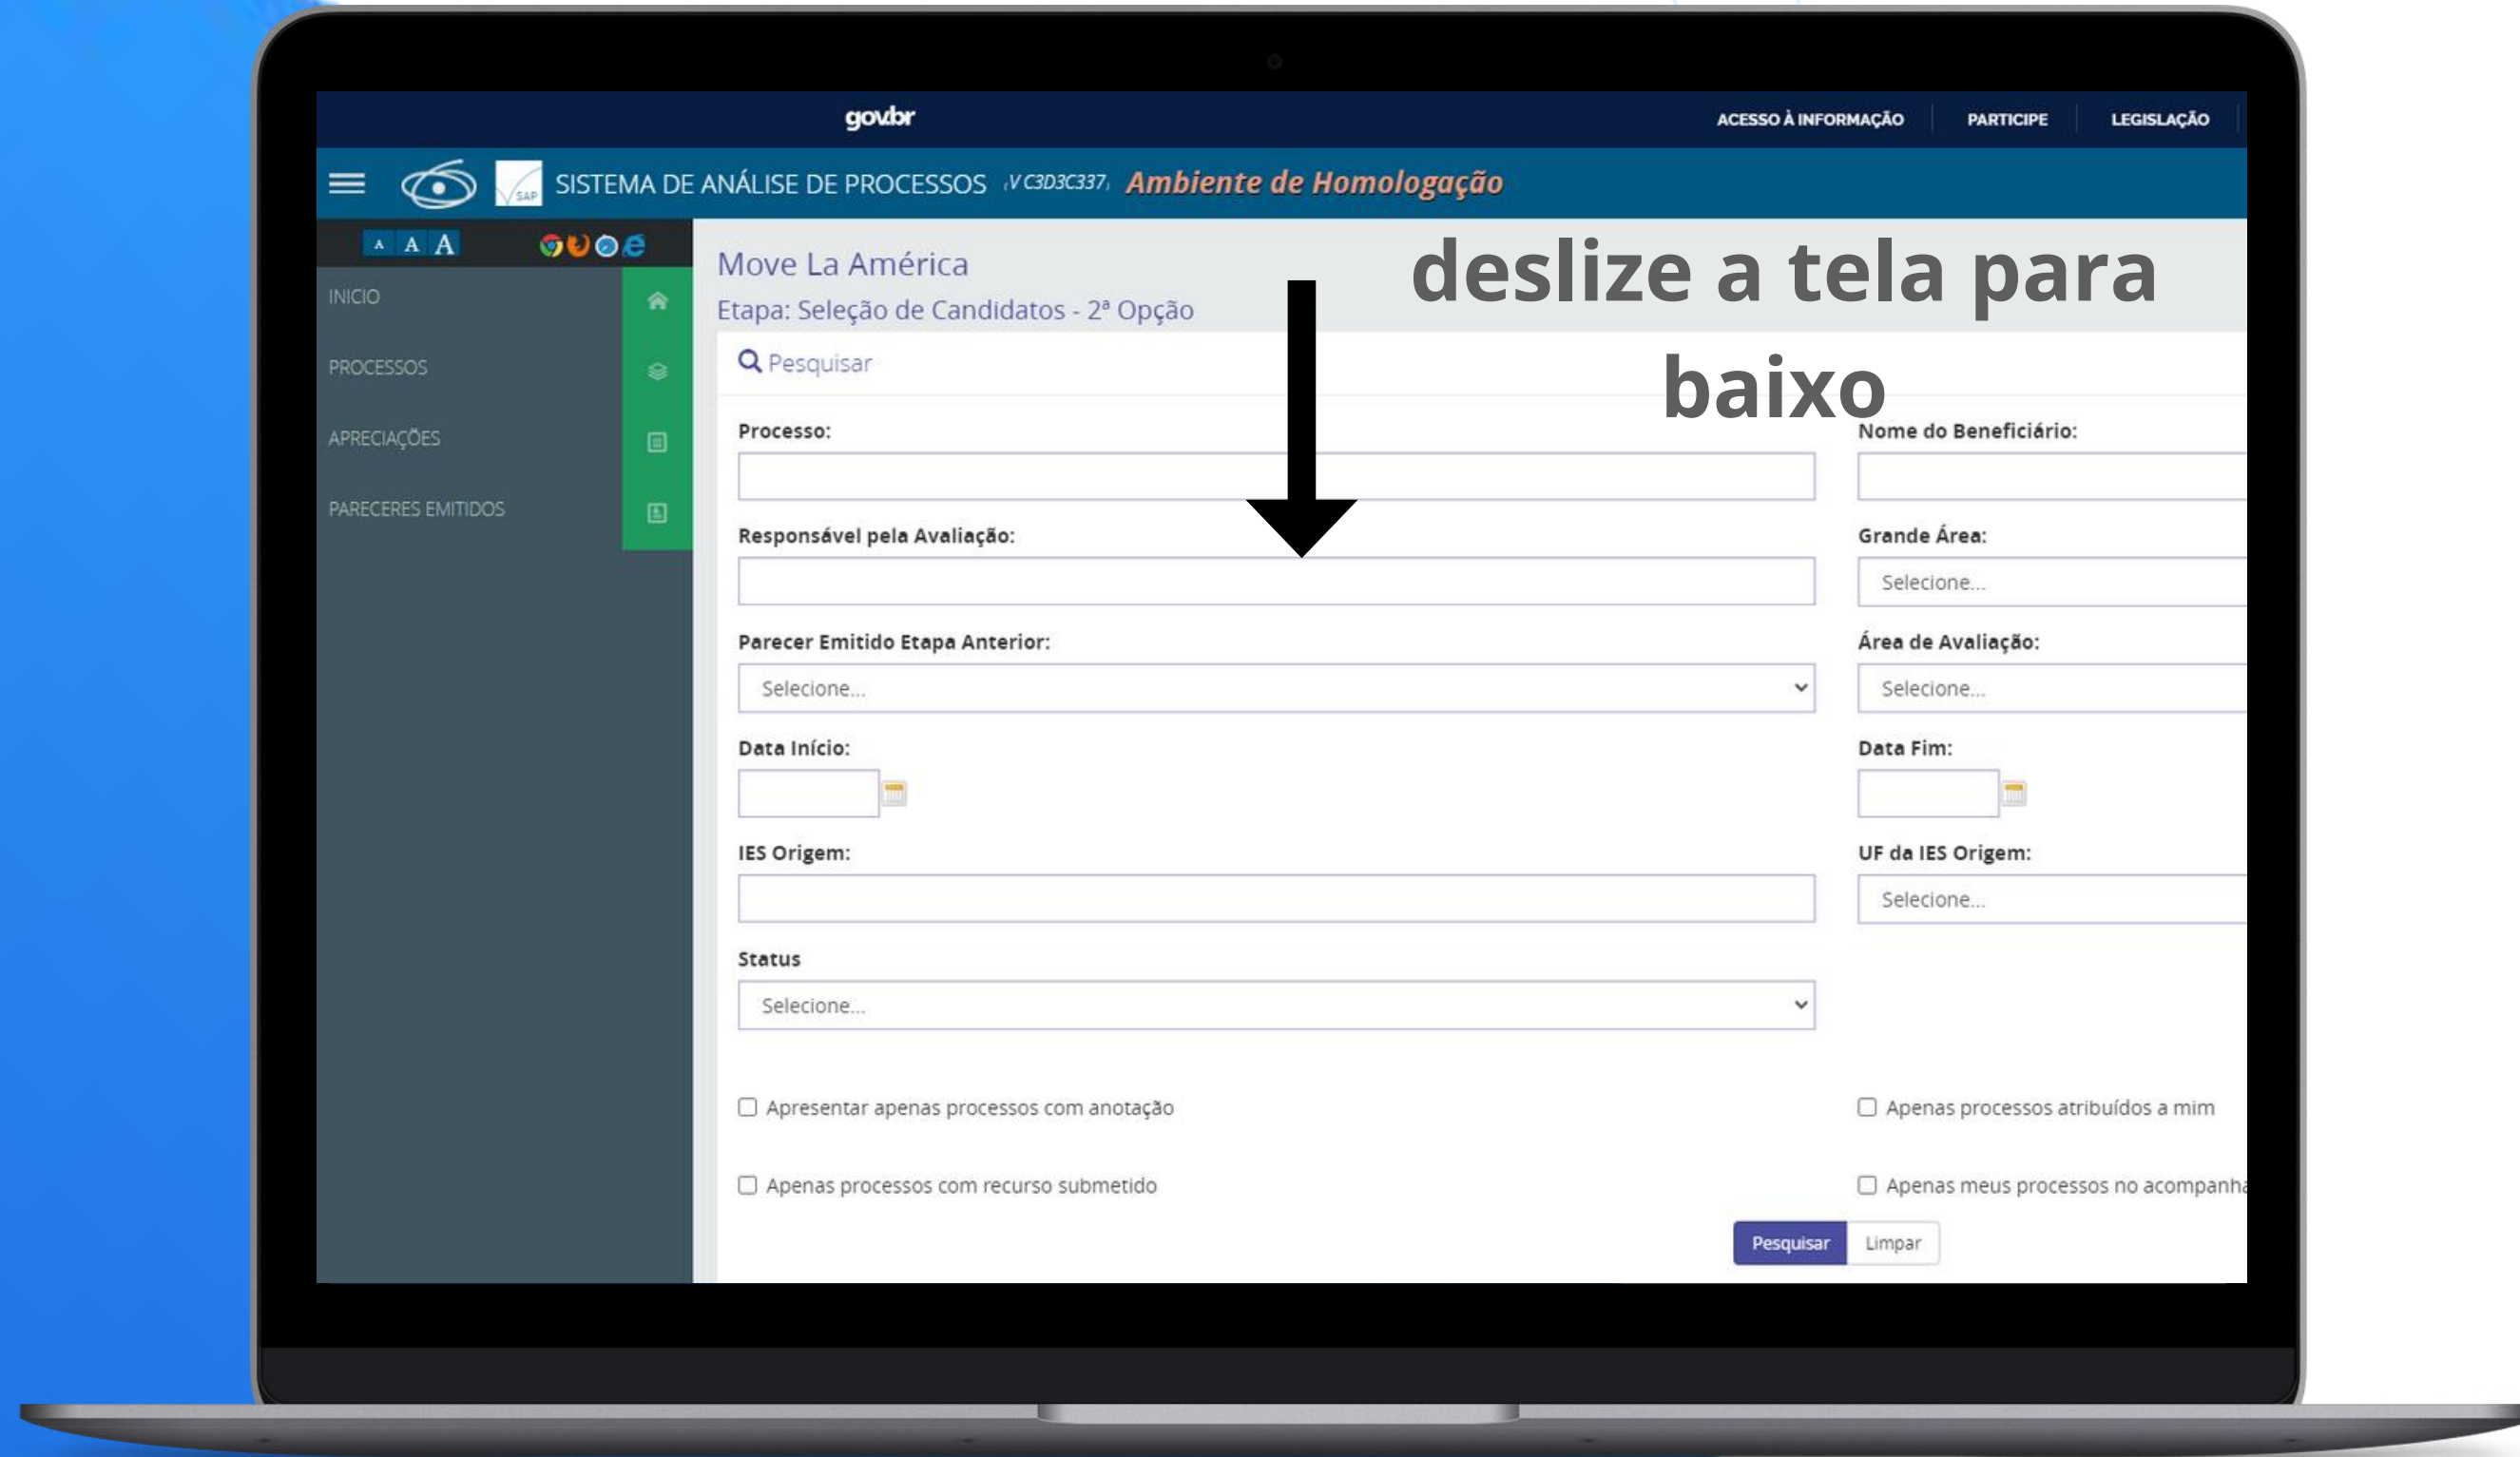 gov.br
ACESSO À INFORMAÇÃO PARTICIPE LEGISLAÇÃO
SAP
SISTEMA DE ANÁLISE DE PROCESSOS (V C3D3C337) Ambiente de Homologação
A A A
INICIO
PROCESSOS
APRECIAÇÕES
PARECERES EMITIDOS
Move La América
Etapa: Seleção de Candidatos - 2ª Opção
deslize a tela para
baixo
Pesquisar
Processo:
Nome do Beneficiário:
Responsável pela Avaliação:
Grande Área:
Selecione...
Parecer Emitido Etapa Anterior:
Área de Avaliação:
Selecione...
Selecione...
Data Início:
Data Fim:
IES Origem:
UF da IES Origem:
Selecione...
Status
Selecione...
Apresentar apenas processos com anotação
Apenas processos atribuídos a mim
Apenas processos com recurso submetido
Apenas meus processos no acompanha
Pesquisar Limpar